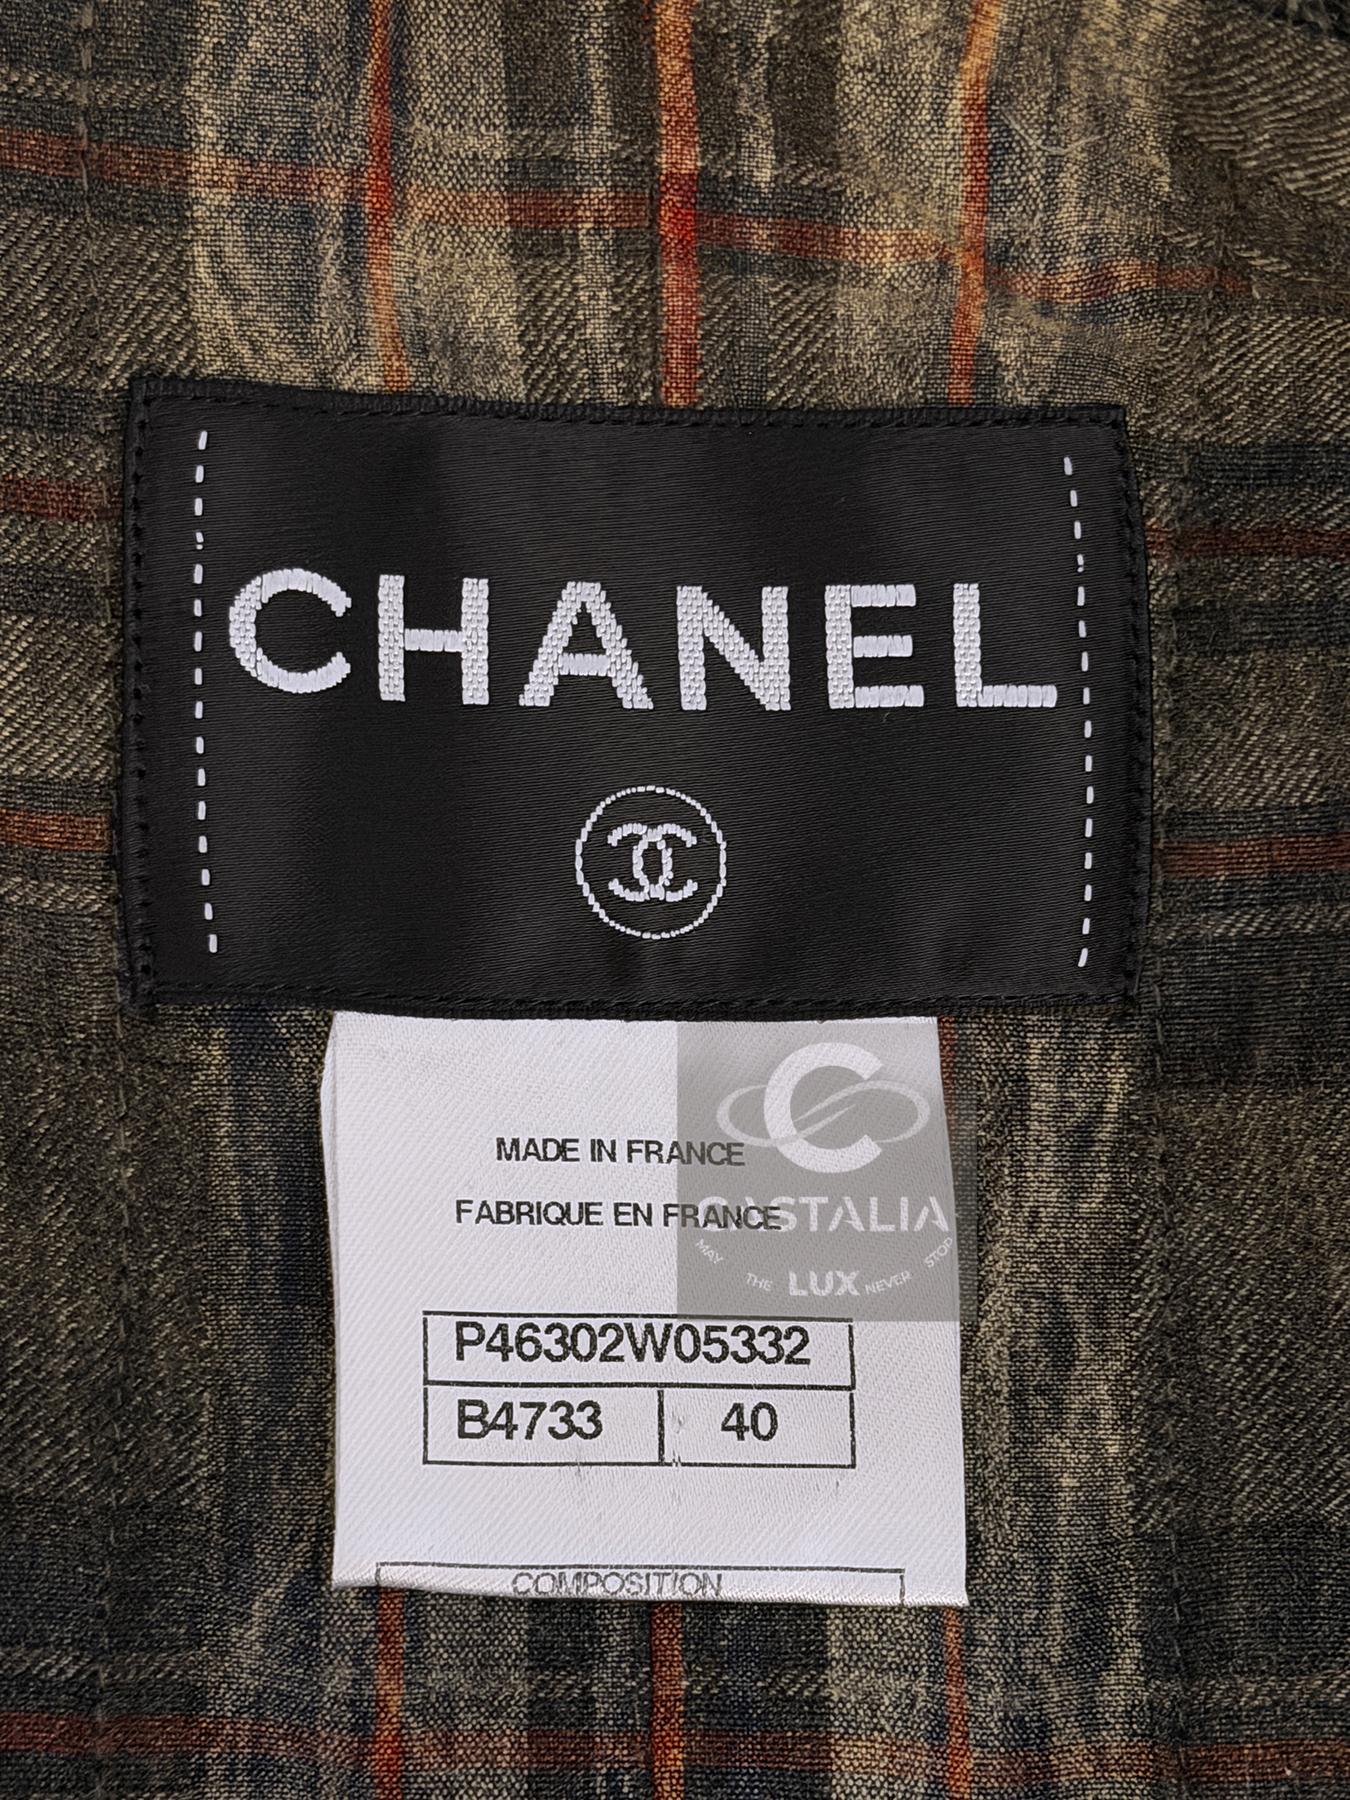 CHANEL
MADE IN FRANCE
FABRIQUE EN FRANCE
C
CASTALIA
MAY THE LUX NEVER STOP
P46302W05332
B4733 40
COMPOSITION